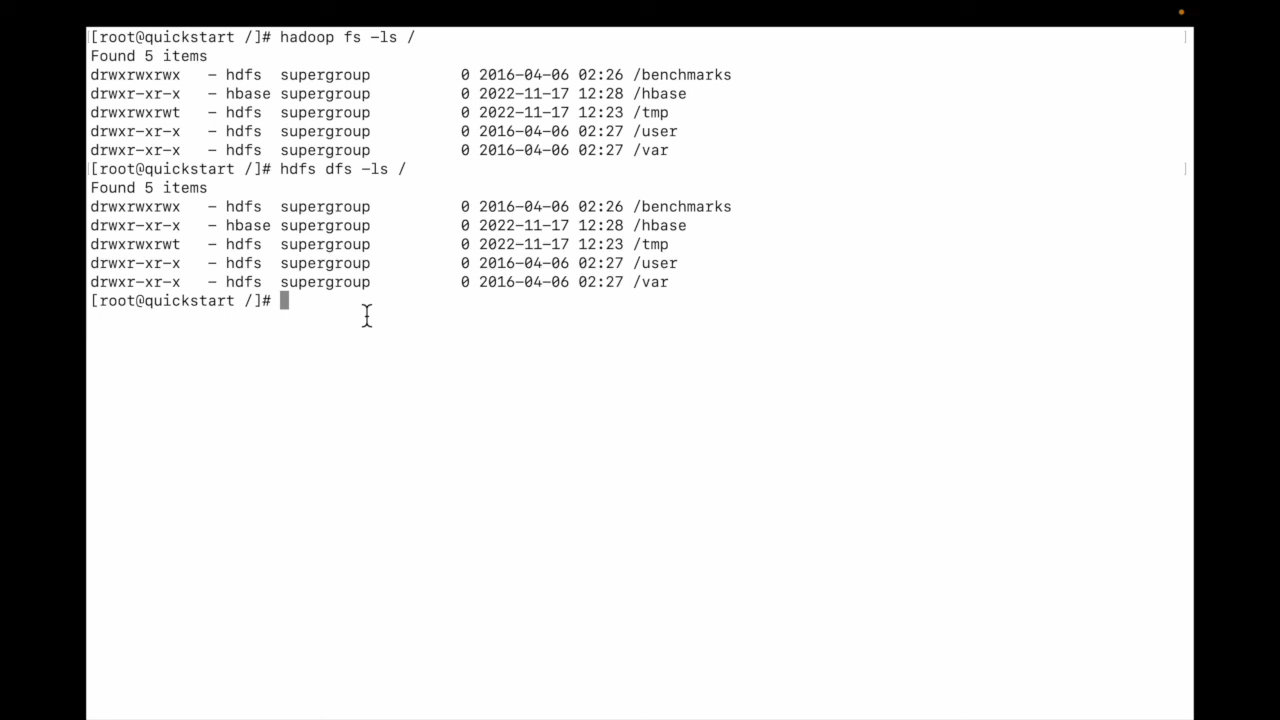 [root@quickstart /]# hadoop fs -ls /
Found 5 items
drwxrwxrwx   - hdfs  supergroup          0 2016-04-06 02:26 /benchmarks
drwxr-xr-x   - hbase supergroup          0 2022-11-17 12:28 /hbase
drwxrwxrwt   - hdfs  supergroup          0 2022-11-17 12:23 /tmp
drwxr-xr-x   - hdfs  supergroup          0 2016-04-06 02:27 /user
drwxr-xr-x   - hdfs  supergroup          0 2016-04-06 02:27 /var
[root@quickstart /]# hdfs dfs -ls /
Found 5 items
drwxrwxrwx   - hdfs  supergroup          0 2016-04-06 02:26 /benchmarks
drwxr-xr-x   - hbase supergroup          0 2022-11-17 12:28 /hbase
drwxrwxrwt   - hdfs  supergroup          0 2022-11-17 12:23 /tmp
drwxr-xr-x   - hdfs  supergroup          0 2016-04-06 02:27 /user
drwxr-xr-x   - hdfs  supergroup          0 2016-04-06 02:27 /var
[root@quickstart /]#